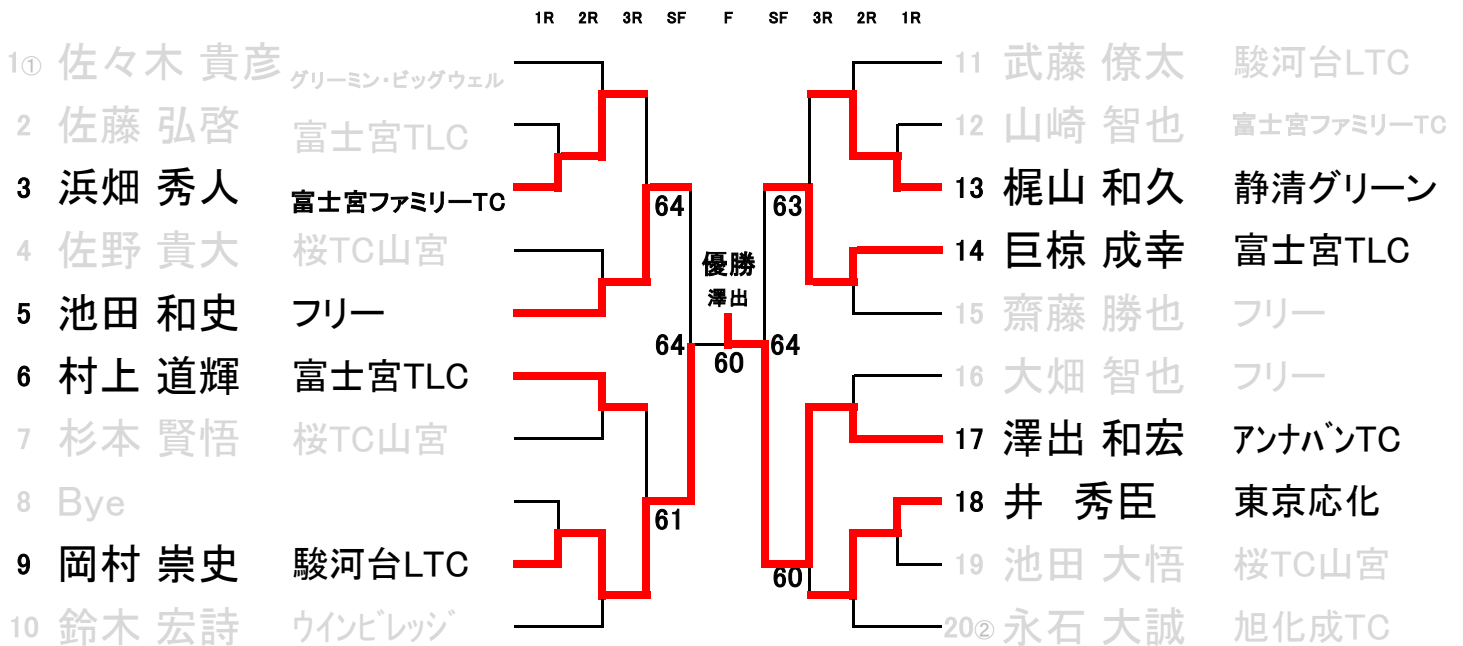 1R 2R 3R SF F SF 3R 2R 1R
1① 佐々木 貴彦 グリーミン・ビッグウェル
2 佐藤 弘啓 富士宮TLC
3 浜畑 秀人 富士宮ファミリーTC
4 佐野 貴大 桜TC山宮
5 池田 和史 フリー
6 村上 道輝 富士宮TLC
7 杉本 賢悟 桜TC山宮
8 Bye
9 岡村 崇史 駿河台LTC
10 鈴木 宏詩 ウインビレッジ
64
64
61
優勝
澤出
60
63
64
60
11 武藤 僚太 駿河台LTC
12 山崎 智也 富士宮ファミリーTC
13 梶山 和久 静清グリーン
14 巨椋 成幸 富士宮TLC
15 齋藤 勝也 フリー
16 大畑 智也 フリー
17 澤出 和宏 アンナバンTC
18 井 秀臣 東京応化
19 池田 大悟 桜TC山宮
20② 永石 大誠 旭化成TC